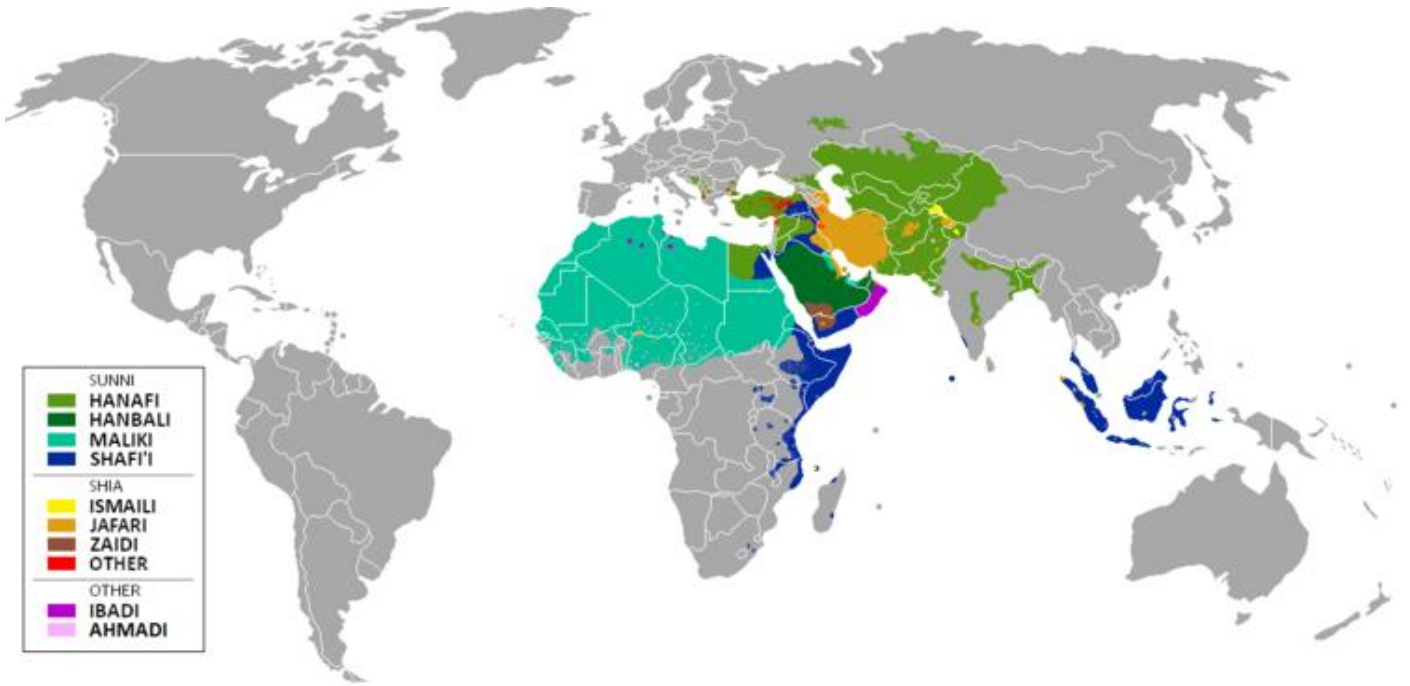 SUNNI
HANAFI
HANBALI
MALIKI
SHAFI'I
SHIA
ISMAILI
JAFARI
ZAIDI
OTHER
OTHER
IBADI
AHMADI